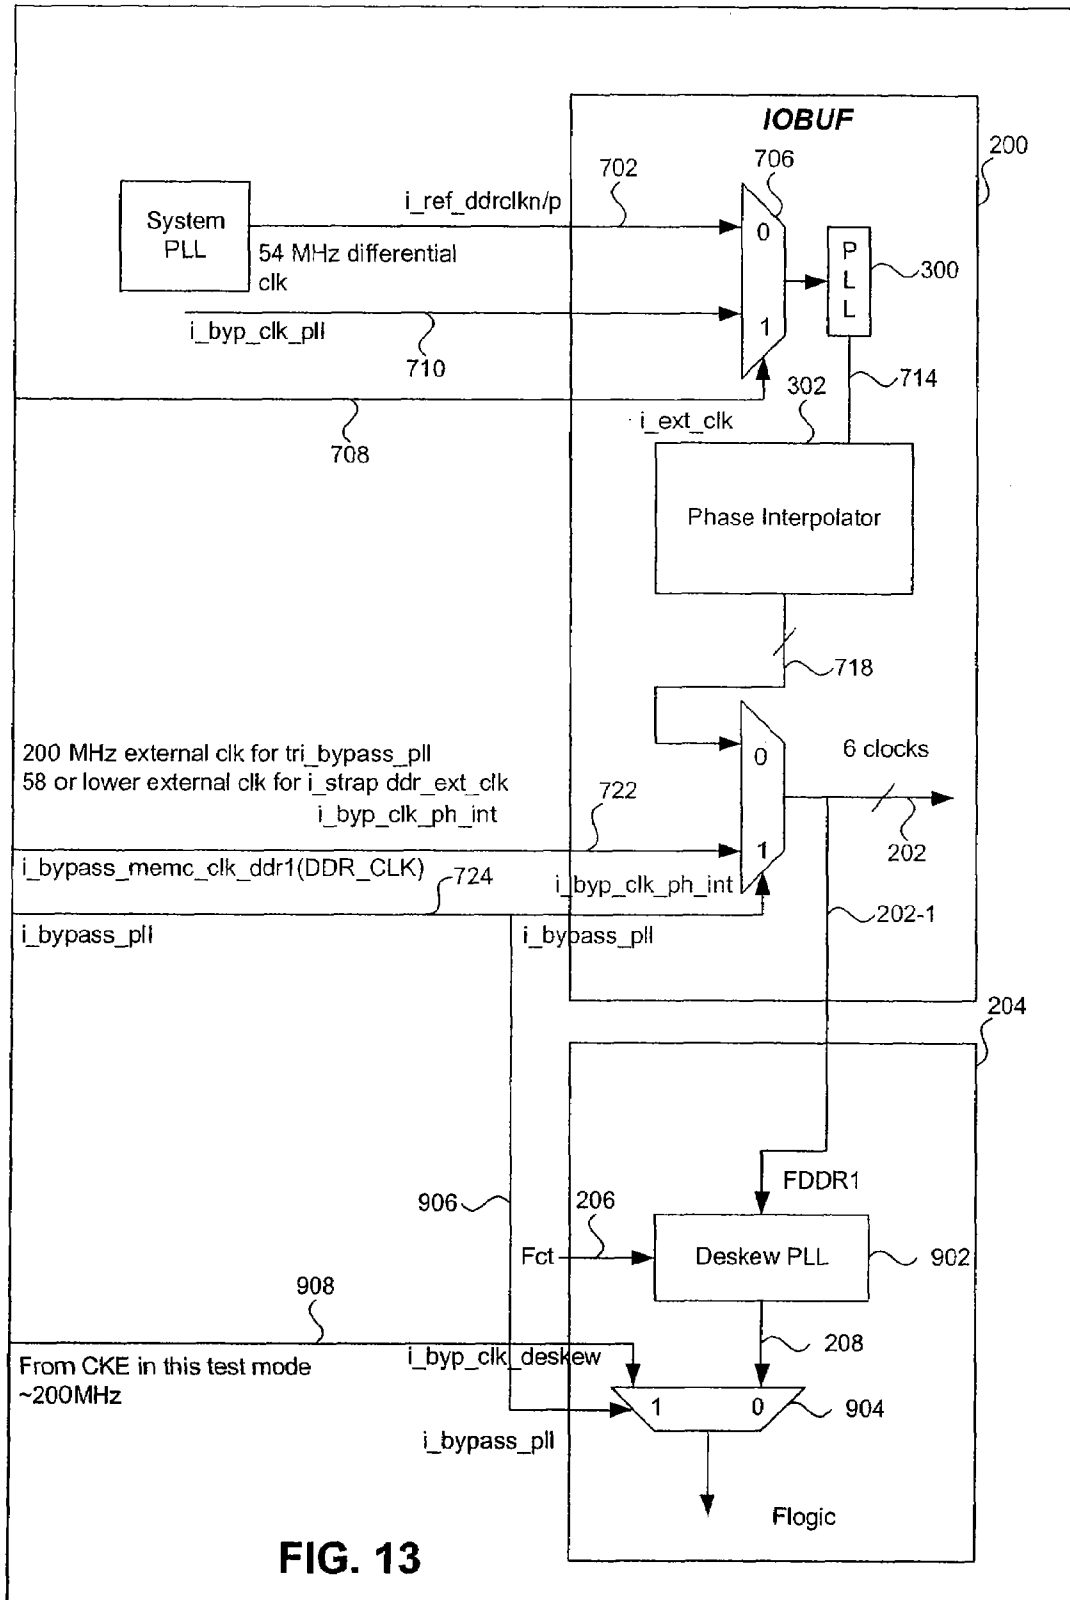 IOBUF
200
702
706
i_ref_ddrclkn/p
System
PLL
0
P
L
L
300
54 MHz differential
clk
i_byp_clk_pll
1
710
714
302
i_ext_clk
708
Phase Interpolator
718
200 MHz external clk for tri_bypass_pll
58 or lower external clk for i_strap ddr_ext_clk
i_byp_clk_ph_int
0
6 clocks
722
202
1
i_bypass_memc_clk_ddr1(DDR_CLK)
724
i_byp_clk_ph_int
202-1
i_bypass_pll
i_bypass_pll
204
FDDR1
906
206
Fct
Deskew PLL
902
908
208
i_byp_clk_deskew
From CKE in this test mode
~200MHz
1
0
904
i_bypass_pll
Flogic
FIG. 13